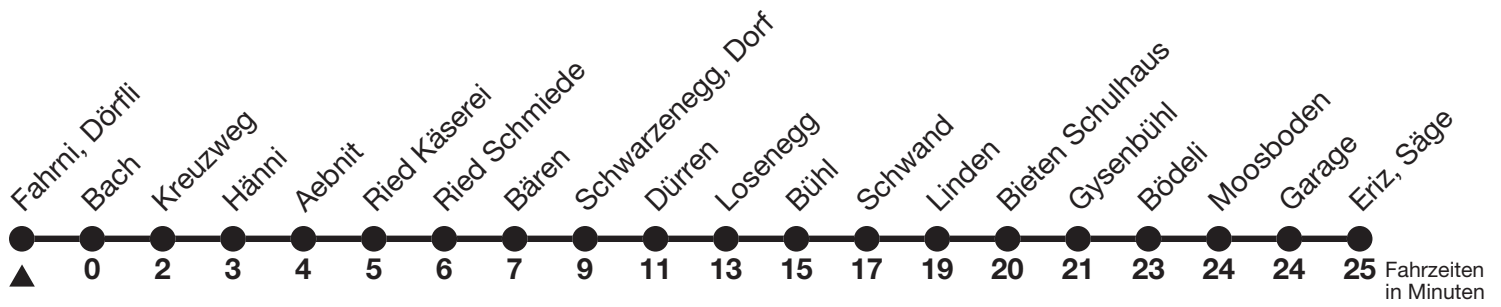 Fahrni, Dörfli
Bach
Kreuzweg
Hänni
Aebnit
Ried Käserei
Ried Schmiede
Bären
Schwarzenegg, Dorf
Dürren
Losenegg
Bühl
Schwand
Linden
Bieten Schulhaus
Gysenbühl
Bödeli
Moosboden
Garage
Eriz, Säge
0 2 3 4 5 6 7 9 11 13 15 17 19 20 21 23 24 24 25
Fahrzeiten
in Minuten